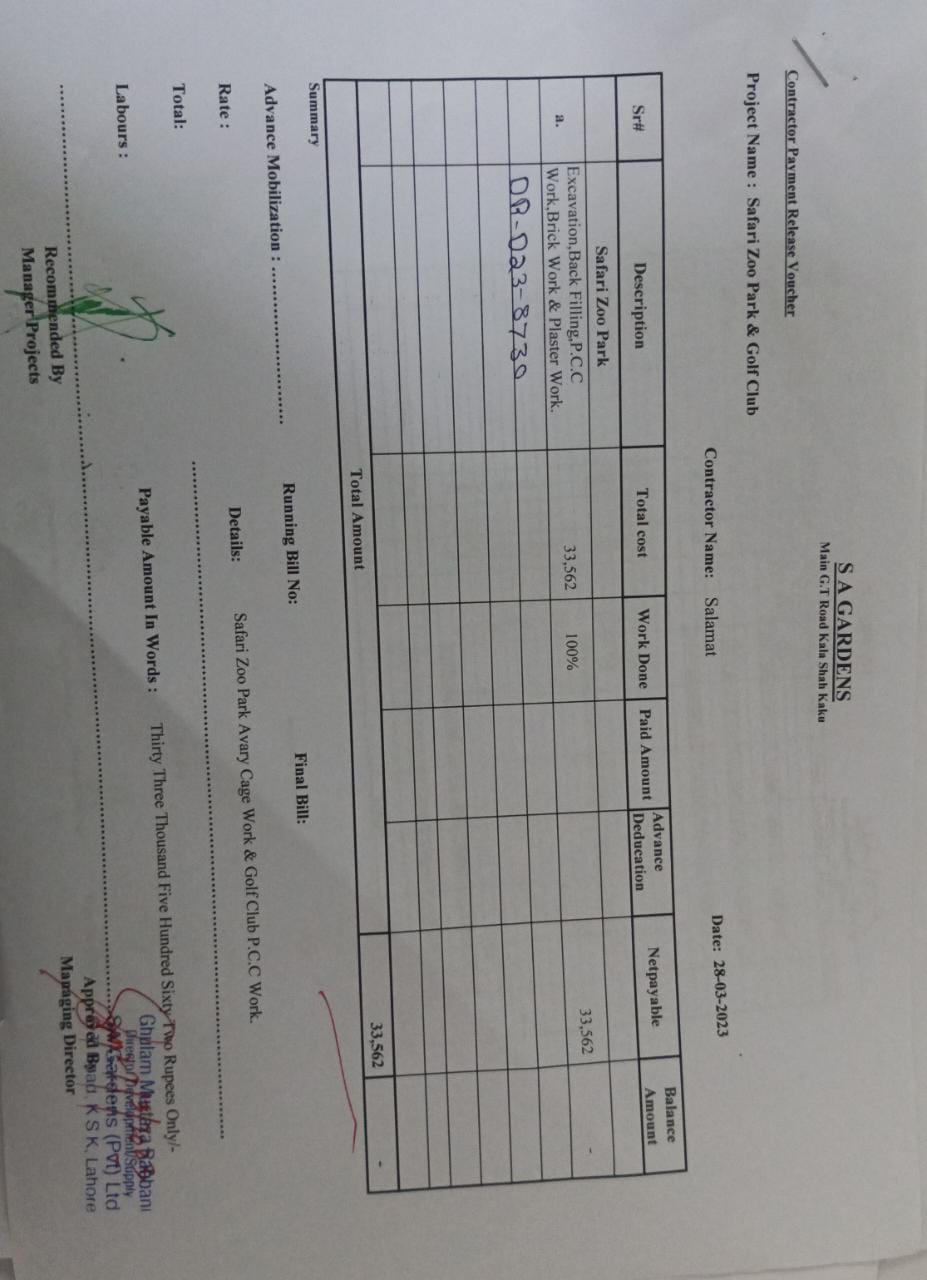 S A GARDENS
Main G.T Road Kala Shah Kaku
Contractor Payment Release Voucher
Project Name : Safari Zoo Park & Golf Club
Contractor Name: Salamat
Date: 28-03-2023
Sr# Description Total cost Work Done Paid Amount Advance Deducation Netpayable Balance Amount
Safari Zoo Park
a. Excavation,Back Filling,P.C.C 33,562 100% 33,562 -
Work,Brick Work & Plaster Work.
DR-023-8730
Total Amount 33,562 -
Summary
Advance Mobilization : Running Bill No: Final Bill:
Rate : Details: Safari Zoo Park Avary Cage Work & Golf Club P.C.C Work.
Total:
Labours : Payable Amount In Words : Thirty Three Thousand Five Hundred Sixty Two Rupees Only/-
Ghulam Mustafa Rabbani
Director Development/Supply
S.A. Gardens (Pvt) Ltd
Road, K S K, Lahore
Recommended By
Manager Projects
Approved By
Managing Director